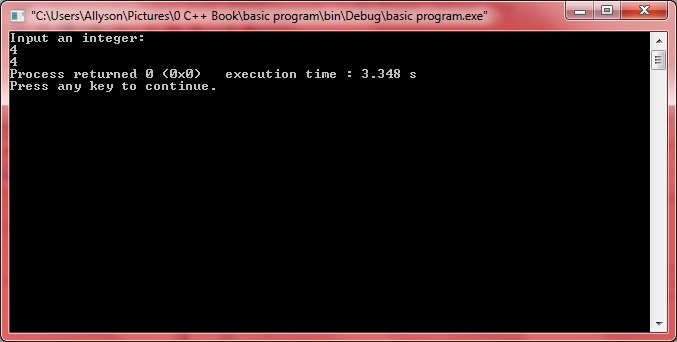 "C:\Users\Allyson\Pictures\0 C++ Book\basic program\bin\Debug\basic program.exe"
Input an integer:
4
4
Process returned 0 (0x0)   execution time : 3.348 s
Press any key to continue.